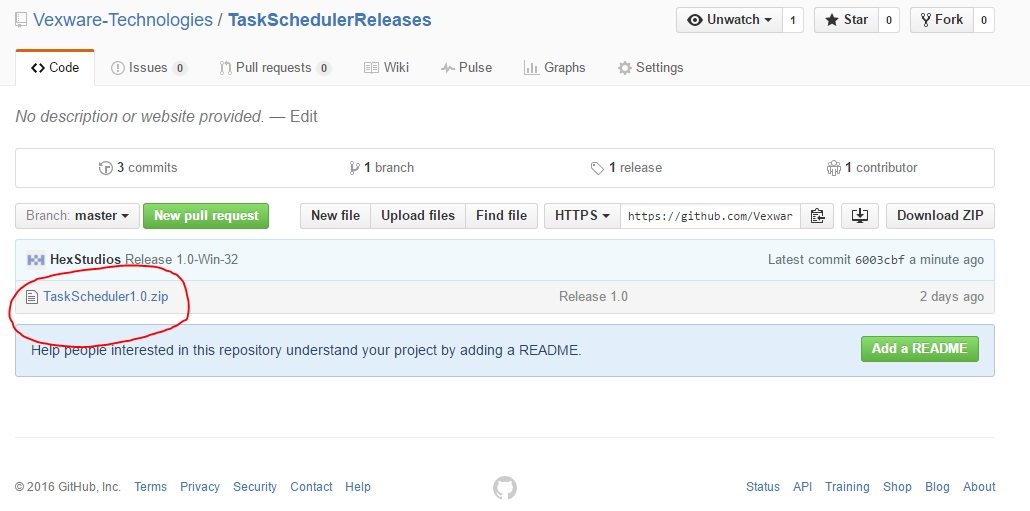 Vexware-Technologies / TaskSchedulerReleases Unwatch 1 Star 0 Fork 0
Code Issues 0 Pull requests 0 Wiki Pulse Graphs Settings
No description or website provided. — Edit
3 commits 1 branch 1 release 1 contributor
Branch: master New pull request New file Upload files Find file HTTPS https://github.com/Vexwar Download ZIP
HexStudios Release 1.0-Win-32 Latest commit 6003cbf a minute ago
TaskScheduler1.0.zip Release 1.0 2 days ago
Help people interested in this repository understand your project by adding a README. Add a README
© 2016 GitHub, Inc. Terms Privacy Security Contact Help Status API Training Shop Blog About